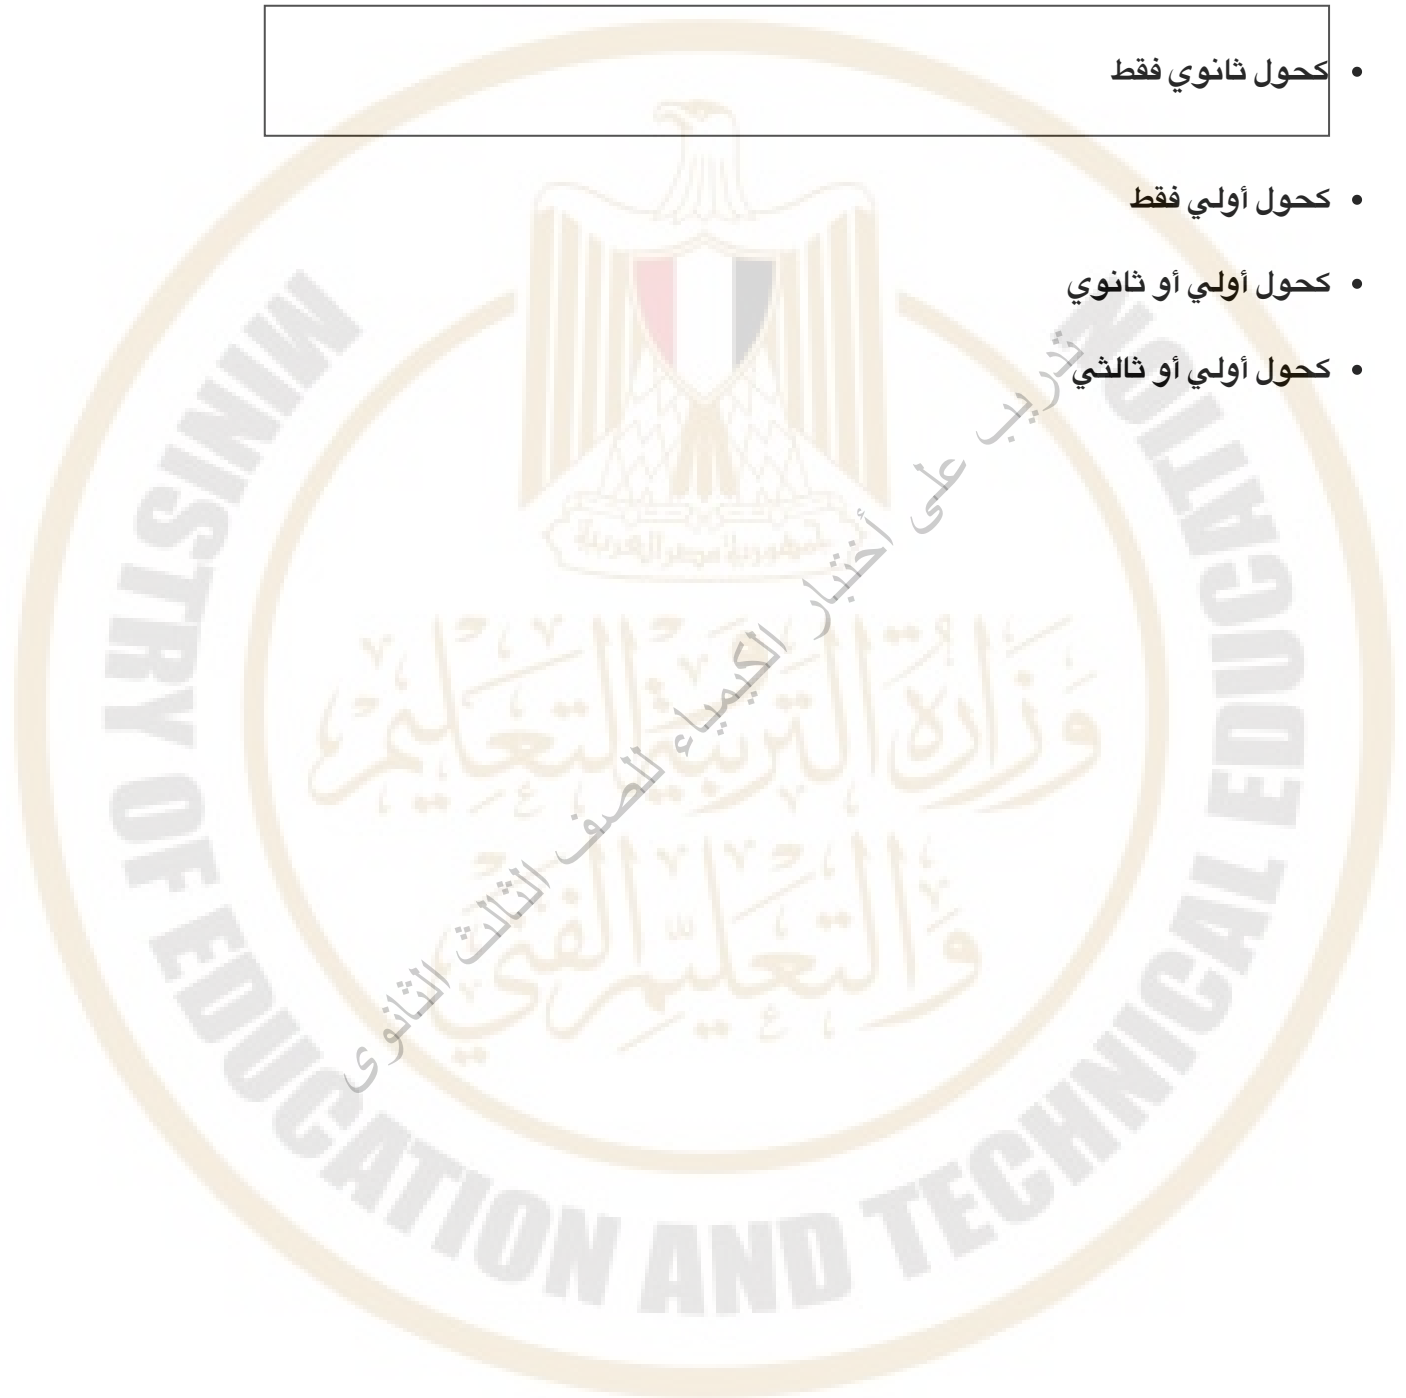 كحول ثانوي فقط
كحول أولي فقط
كحول أولي أو ثانوي
كحول أولي أو ثالثي
تدريب على أختبار الكيمياء للصف الثالث الثانوى
جمهورية مصر العربية
وزارة التربية والتعليم
والتعليم الفني
MINISTRY OF EDUCATION AND TECHNICAL EDUCATION